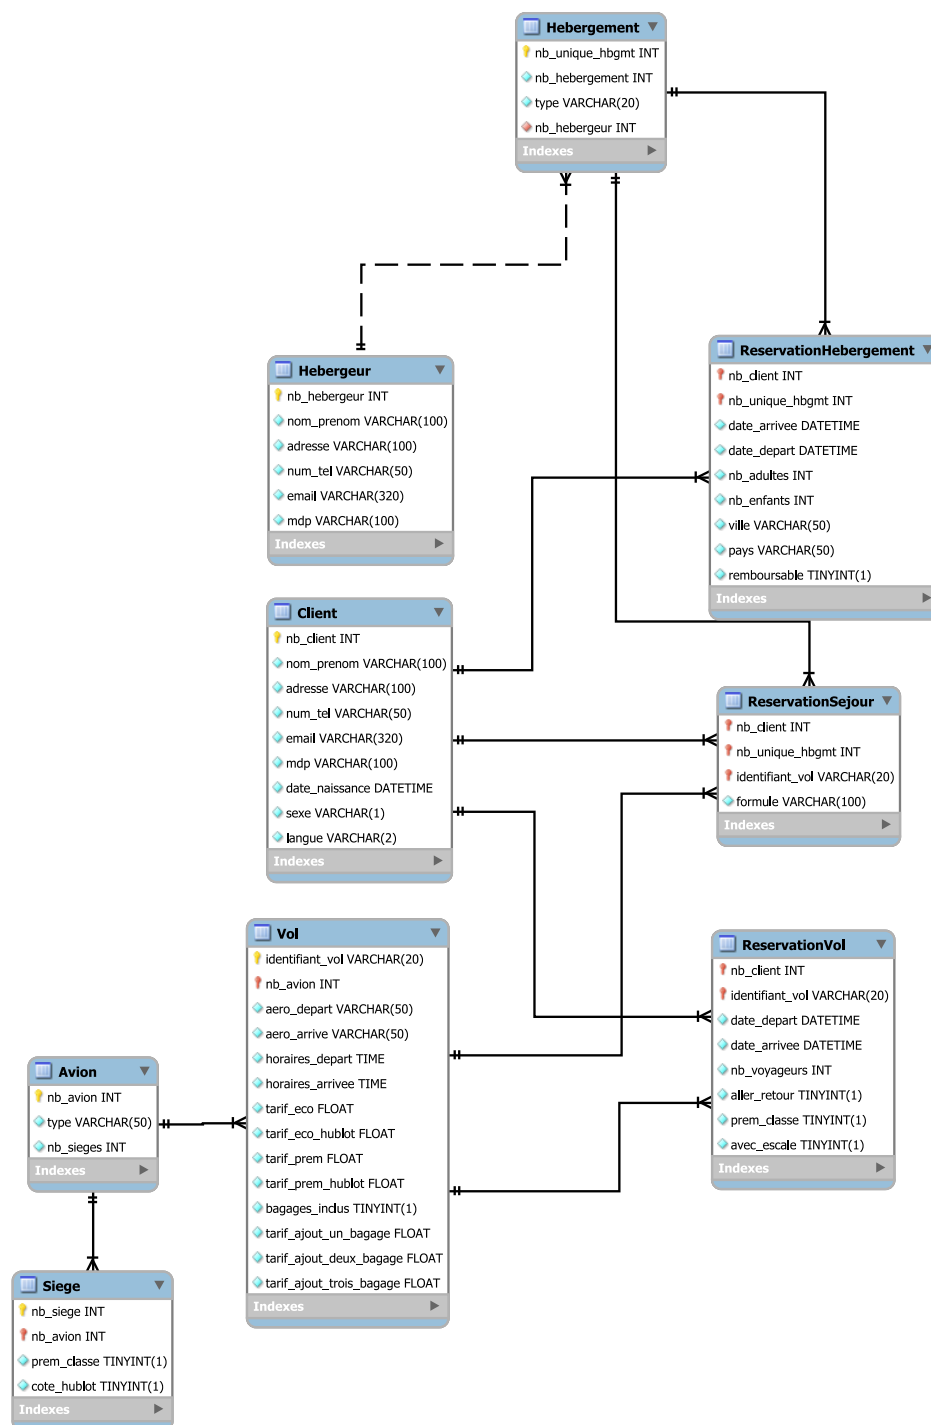 Hebergement
nb_unique_hbgmt INT
nb_hebergement INT
type VARCHAR(20)
nb_hebergeur INT
Indexes
Hebergeur
nb_hebergeur INT
nom_prenom VARCHAR(100)
adresse VARCHAR(100)
num_tel VARCHAR(50)
email VARCHAR(320)
mdp VARCHAR(100)
Indexes
ReservationHebergement
nb_client INT
nb_unique_hbgmt INT
date_arrivee DATETIME
date_depart DATETIME
nb_adultes INT
nb_enfants INT
ville VARCHAR(50)
pays VARCHAR(50)
remboursable TINYINT(1)
Indexes
Client
nb_client INT
nom_prenom VARCHAR(100)
adresse VARCHAR(100)
num_tel VARCHAR(50)
email VARCHAR(320)
mdp VARCHAR(100)
date_naissance DATETIME
sexe VARCHAR(1)
langue VARCHAR(2)
Indexes
ReservationSejour
nb_client INT
nb_unique_hbgmt INT
identifiant_vol VARCHAR(20)
formule VARCHAR(100)
Indexes
Vol
identifiant_vol VARCHAR(20)
nb_avion INT
aero_depart VARCHAR(50)
aero_arrive VARCHAR(50)
horaires_depart TIME
horaires_arrivee TIME
tarif_eco FLOAT
tarif_eco_hublot FLOAT
tarif_prem FLOAT
tarif_prem_hublot FLOAT
bagages_inclus TINYINT(1)
tarif_ajout_un_bagage FLOAT
tarif_ajout_deux_bagage FLOAT
tarif_ajout_trois_bagage FLOAT
Indexes
ReservationVol
nb_client INT
identifiant_vol VARCHAR(20)
date_depart DATETIME
date_arrivee DATETIME
nb_voyageurs INT
aller_retour TINYINT(1)
prem_classe TINYINT(1)
avec_escale TINYINT(1)
Indexes
Avion
nb_avion INT
type VARCHAR(50)
nb_sieges INT
Indexes
Siege
nb_siege INT
nb_avion INT
prem_classe TINYINT(1)
cote_hublot TINYINT(1)
Indexes